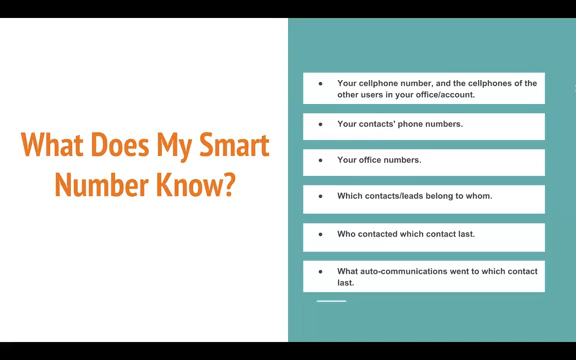 What Does My Smart
Number Know?
● Your cellphone number, and the cellphones of the
other users in your office/account.
● Your contacts' phone numbers.
● Your office numbers.
● Which contacts/leads belong to whom.
● Who contacted which contact last.
● What auto-communications went to which contact
last.